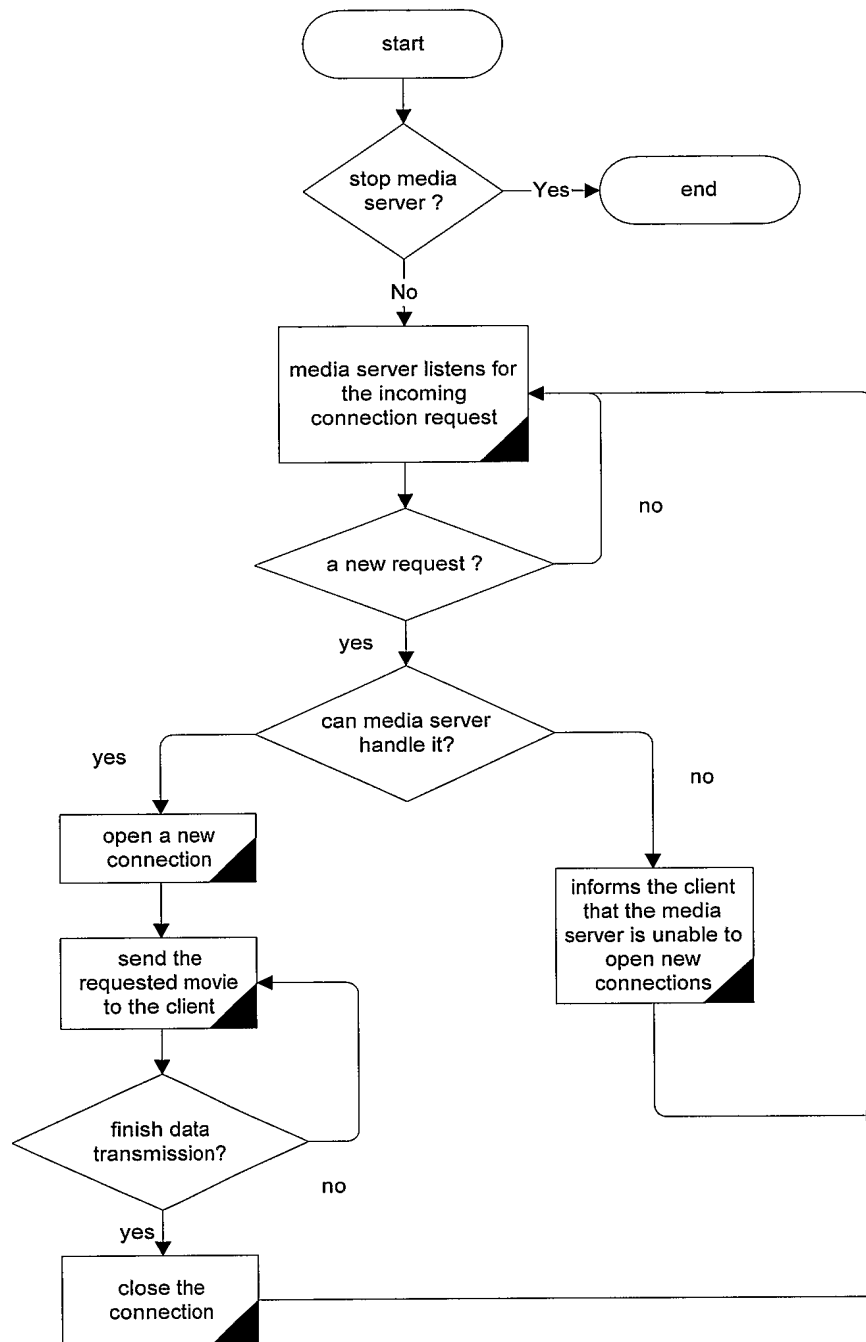 start
stop media
server ?
Yes
end
No
media server listens for
the incoming
connection request
no
a new request ?
yes
can media server
handle it?
yes
no
open a new
connection
informs the client
that the media
server is unable to
open new
connections
send the
requested movie
to the client
finish data
transmission?
no
yes
close the
connection